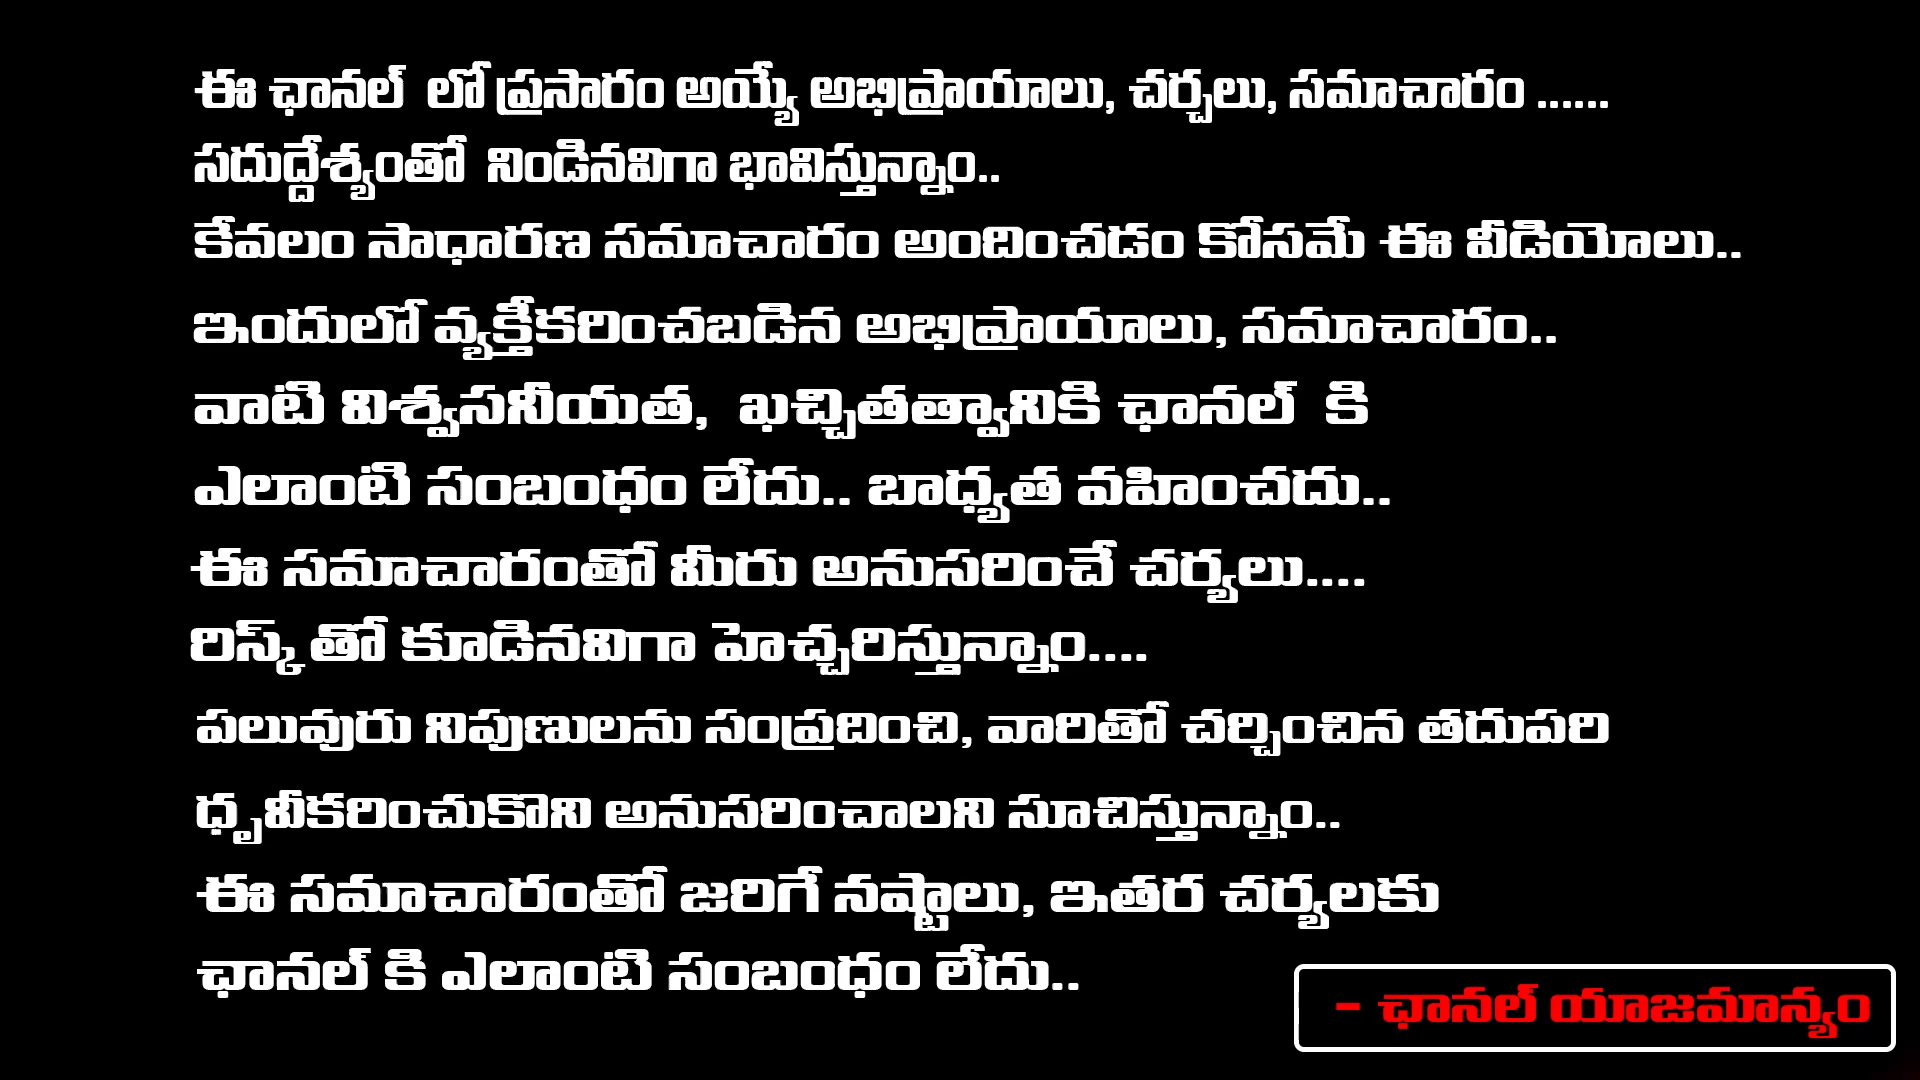 ఈ ఛానల్ లో ప్రసారం అయ్యే అభిప్రాయాలు, చర్చలు, సమాచారం ......
సదుద్దేశ్యంతో నిండినవిగా భావిస్తున్నాం..
కేవలం సాధారణ సమాచారం అందించడం కోసమే ఈ వీడియోలు..
ఇందులో వ్యక్తీకరించబడిన అభిప్రాయాలు, సమాచారం..
వాటి విశ్వసనీయత, ఖచ్చితత్వానికి ఛానల్ కి
ఎలాంటి సంబంధం లేదు.. బాధ్యత వహించదు..
ఈ సమాచారంతో మీరు అనుసరించే చర్యలు....
రిస్క్ తో కూడినవిగా హెచ్చరిస్తున్నాం....
పలువురు నిపుణులను సంప్రదించి, వారితో చర్చించిన తదుపరి
ధృవీకరించుకొని అనుసరించాలని సూచిస్తున్నాం..
ఈ సమాచారంతో జరిగే నష్టాలు, ఇతర చర్యలకు
ఛానల్ కి ఎలాంటి సంబంధం లేదు..
- ఛానల్ యాజమాన్యం